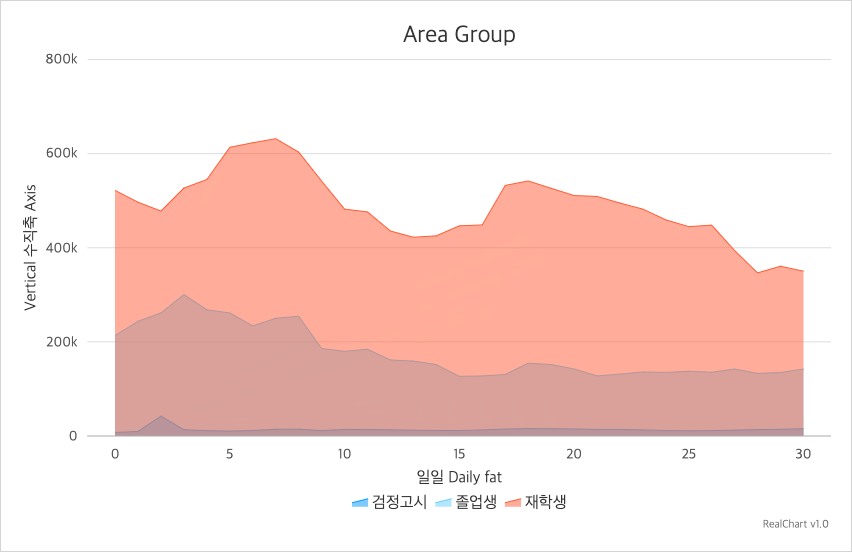 Area Group
800k
600k
400k
200k
0
Vertical 수직축 Axis
0 5 10 15 20 25 30
일일 Daily fat
검정고시 졸업생 재학생
RealChart v1.0